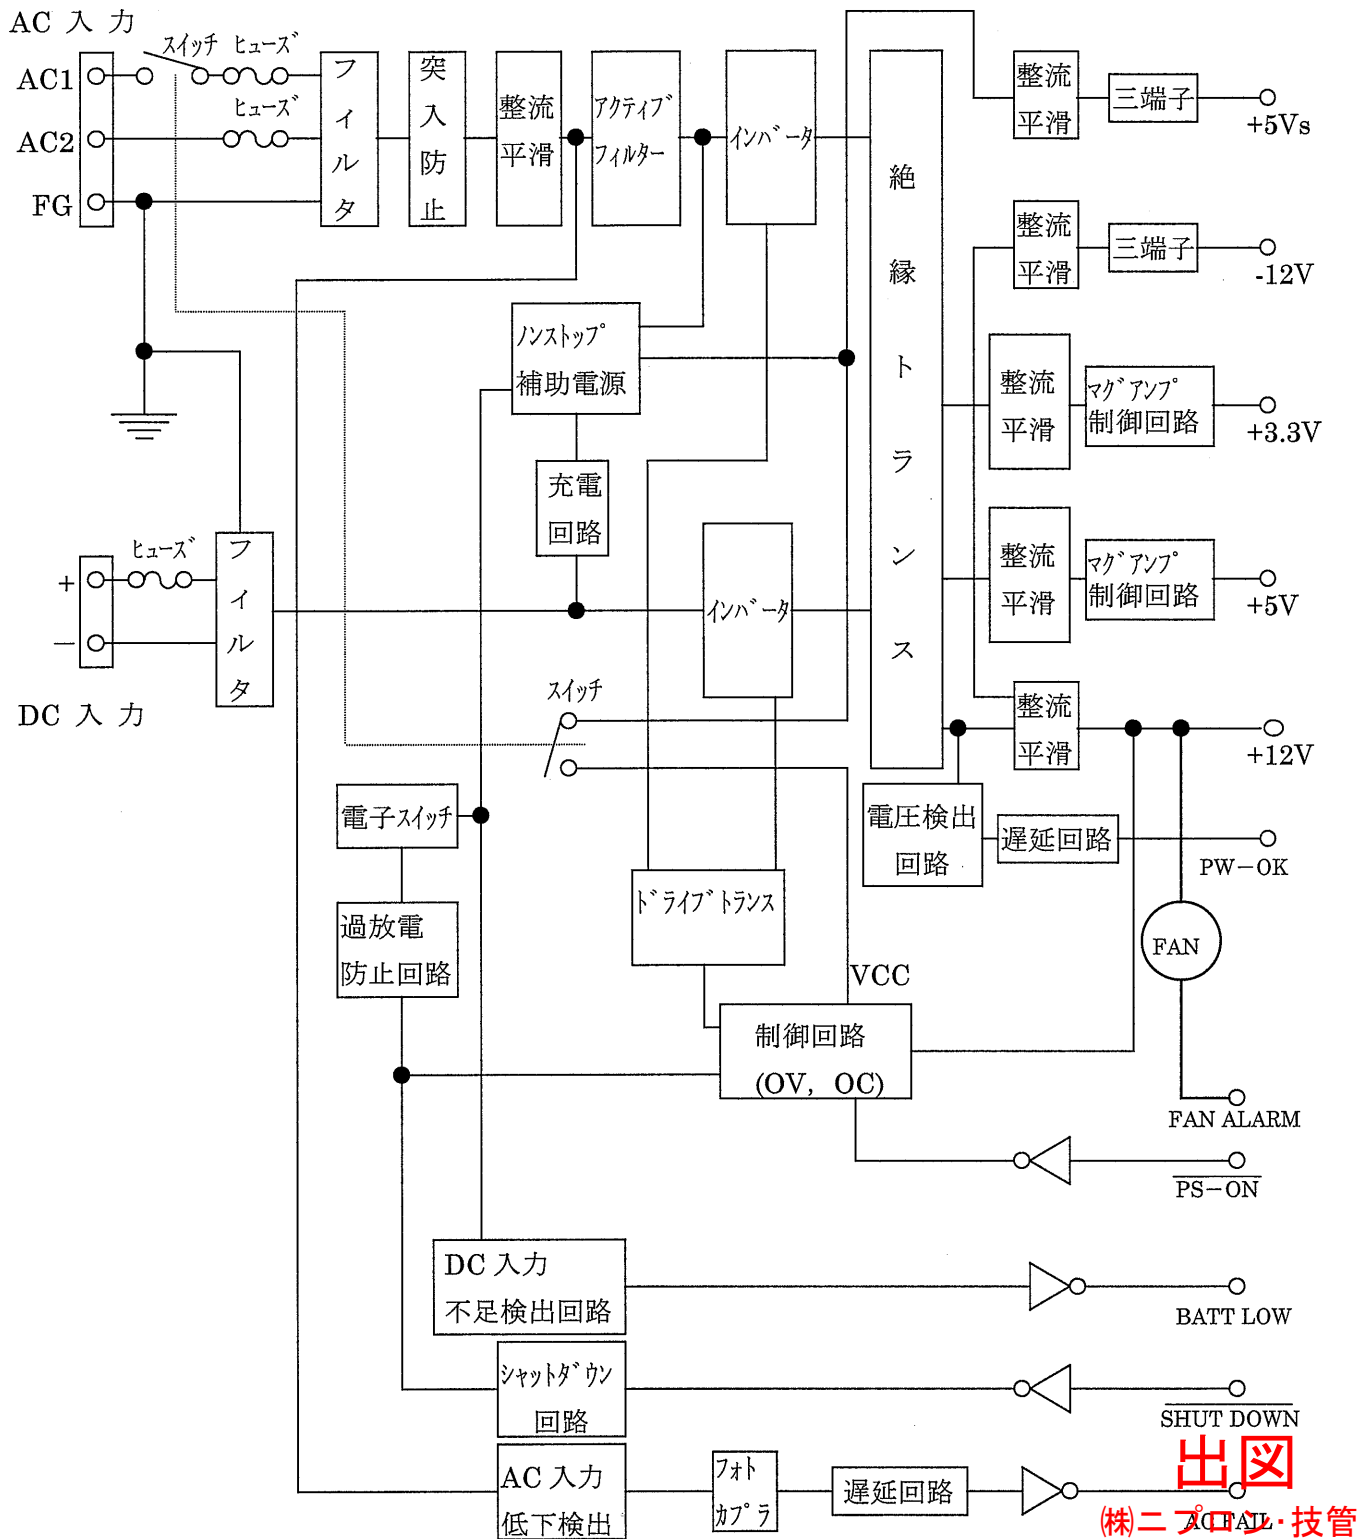 AC 入 力
スイッチ
ヒューズ
AC1
ヒューズ
AC2
FG
フィルタ
突入防止
整流
平滑
アクティブ
フィルター
インバータ
絶縁トランス
整流
平滑
三端子
+5Vs
整流
平滑
三端子
-12V
ノンストップ
補助電源
整流
平滑
マグアンプ
制御回路
+3.3V
充電
回路
ヒューズ
+
−
DC 入 力
フィルタ
インバータ
整流
平滑
マグアンプ
制御回路
+5V
スイッチ
整流
平滑
+12V
電子スイッチ
電圧検出
回路
遅延回路
PW−OK
過放電
防止回路
ドライブトランス
FAN
VCC
制御回路
(OV, OC)
FAN ALARM
PS−ON
DC 入力
不足検出回路
BATT LOW
シャットダウン
回路
SHUT DOWN
AC 入力
低下検出
フォト
カプラ
遅延回路
AC FAIL
出図
㈱ニプロン・技管